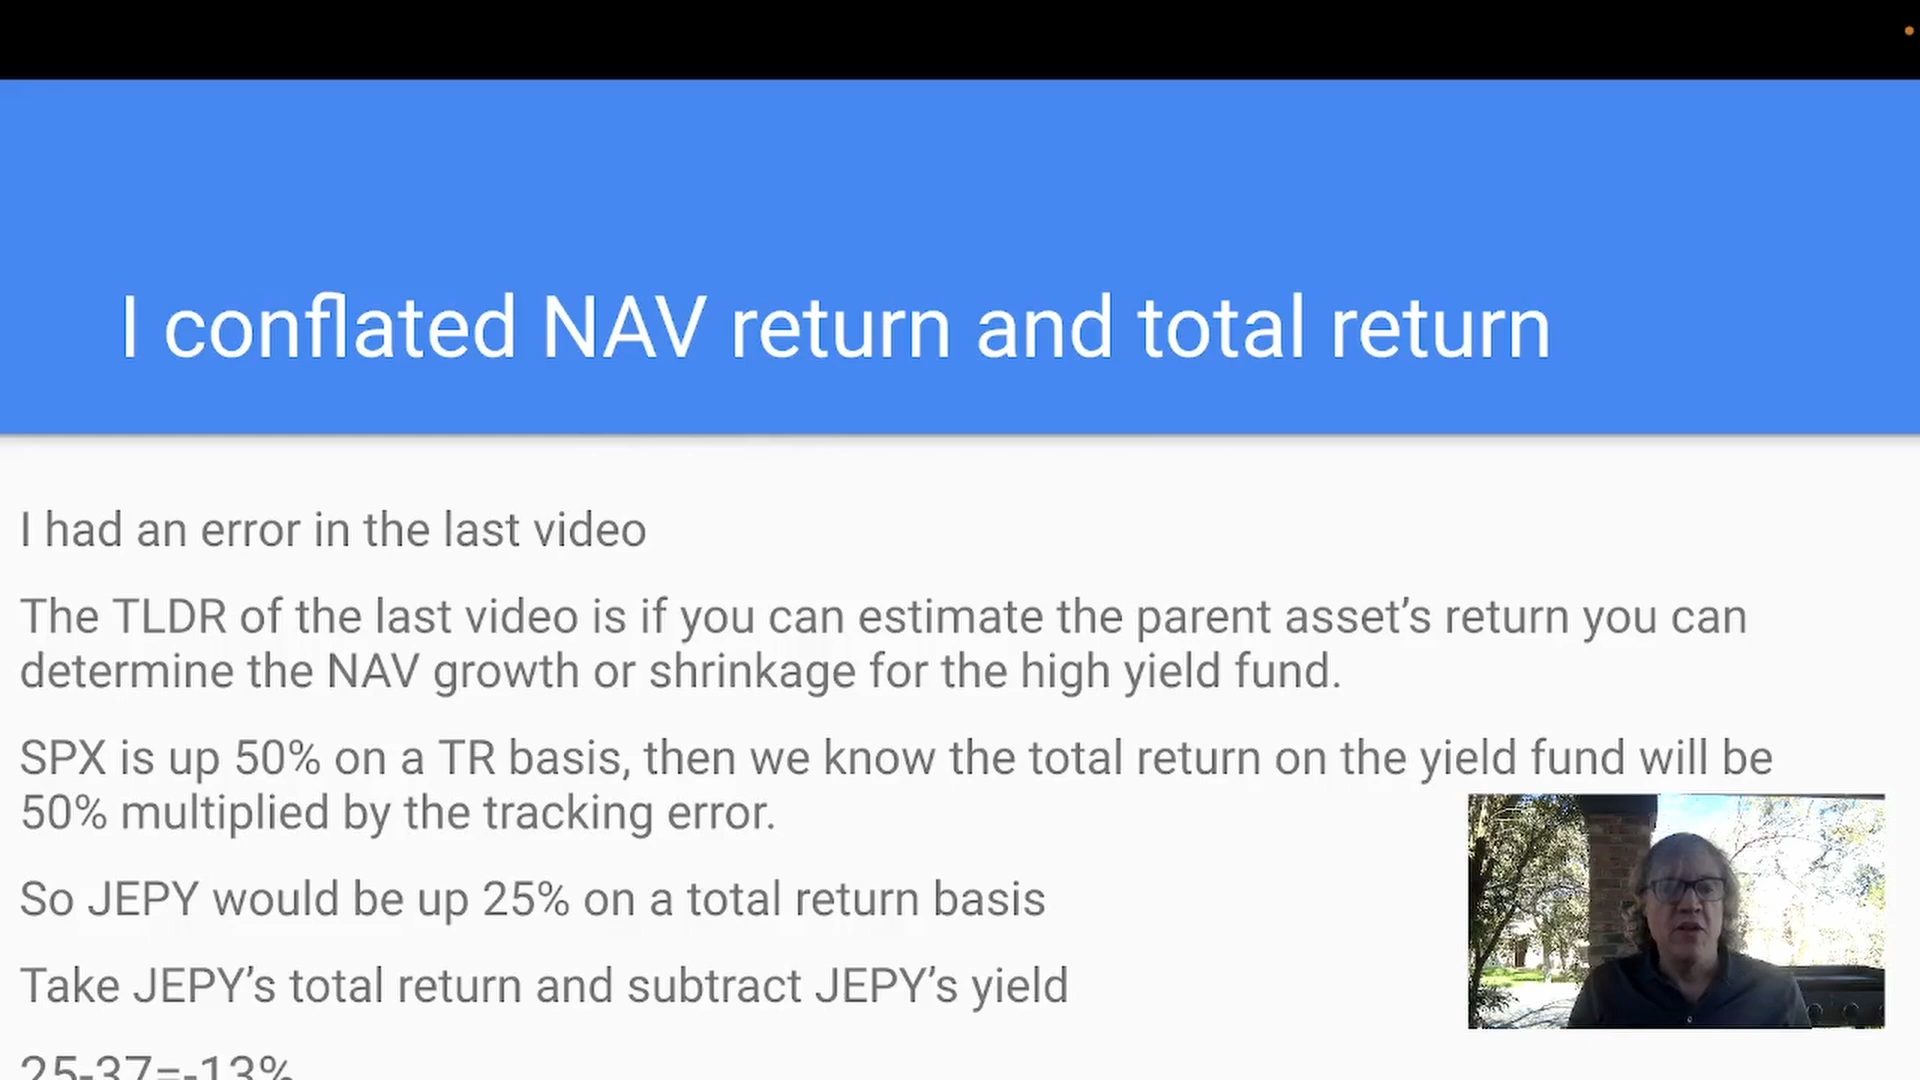 I conflated NAV return and total return
I had an error in the last video
The TLDR of the last video is if you can estimate the parent asset’s return you can
determine the NAV growth or shrinkage for the high yield fund.
SPX is up 50% on a TR basis, then we know the total return on the yield fund will be
50% multiplied by the tracking error.
So JEPY would be up 25% on a total return basis
Take JEPY’s total return and subtract JEPY’s yield
25-37=-13%